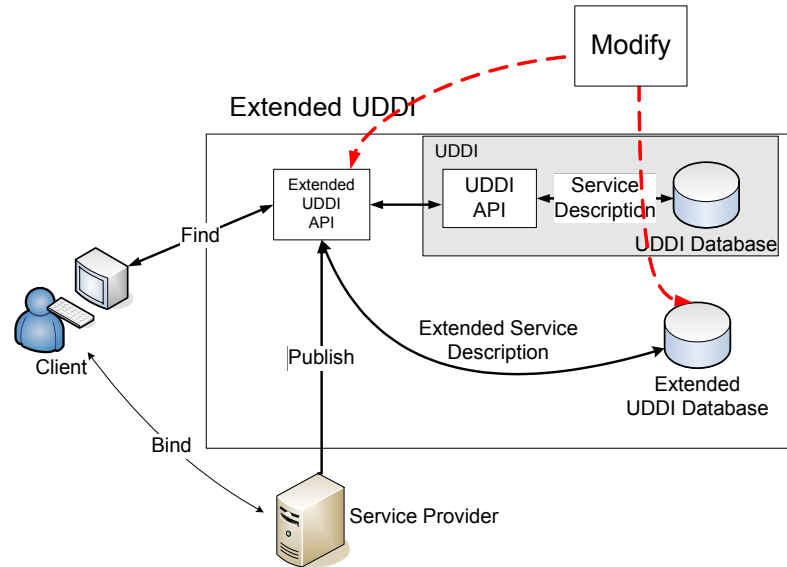 Modify
Extended UDDI
UDDI
Extended
UDDI
API
UDDI
API
Service
Description
UDDI Database
Find
Client
Publish
Extended Service
Description
Extended
UDDI Database
Bind
Service Provider